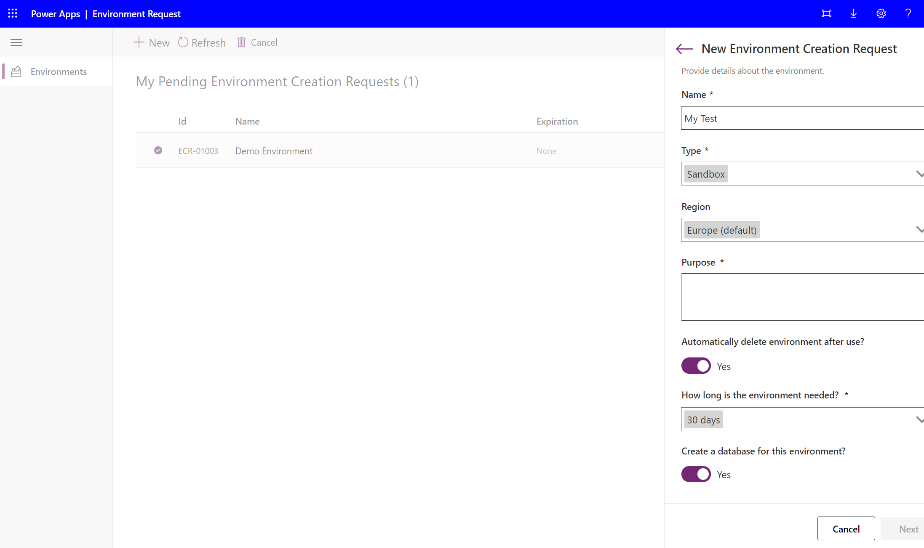 Power Apps | Environment Request
?
New Refresh Cancel
Environments
My Pending Environment Creation Requests (1)
Id Name Expiration
ECR-01003 Demo Environment None
New Environment Creation Request
Provide details about the environment.
Name *
My Test
Type *
Sandbox
Region
Europe (default)
Purpose *
Automatically delete environment after use?
Yes
How long is the environment needed? *
30 days
Create a database for this environment?
Yes
Cancel Next